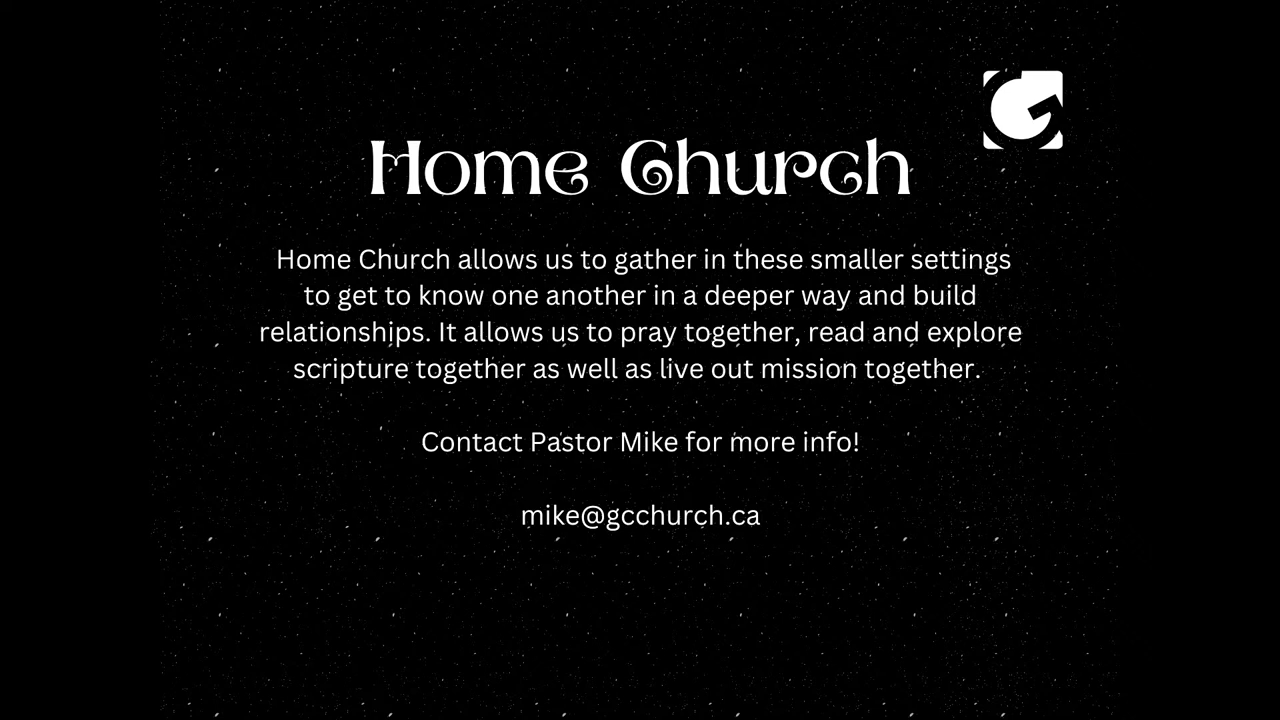 Home Church
Home Church allows us to gather in these smaller settings
to get to know one another in a deeper way and build
relationships. It allows us to pray together, read and explore
scripture together as well as live out mission together.
Contact Pastor Mike for more info!
mike@gcchurch.ca